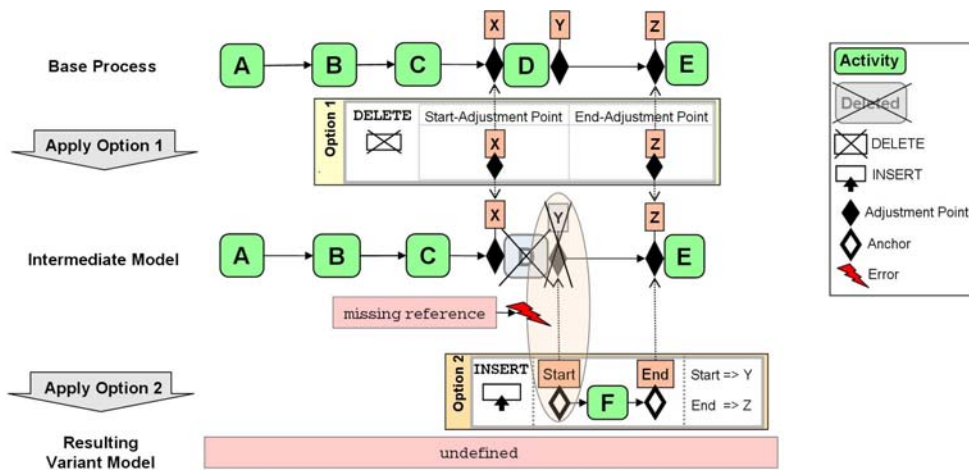 X Y Z
Base Process
A B C D E
Activity
Deleted
DELETE
INSERT
Adjustment Point
Anchor
Error
Option 1
DELETE Start-Adjustment Point End-Adjustment Point
X Z
Apply Option 1
X Y Z
Intermediate Model
A B C D E
missing reference
Option 2
INSERT Start End Start => Y
F End => Z
Apply Option 2
Resulting
Variant Model
undefined